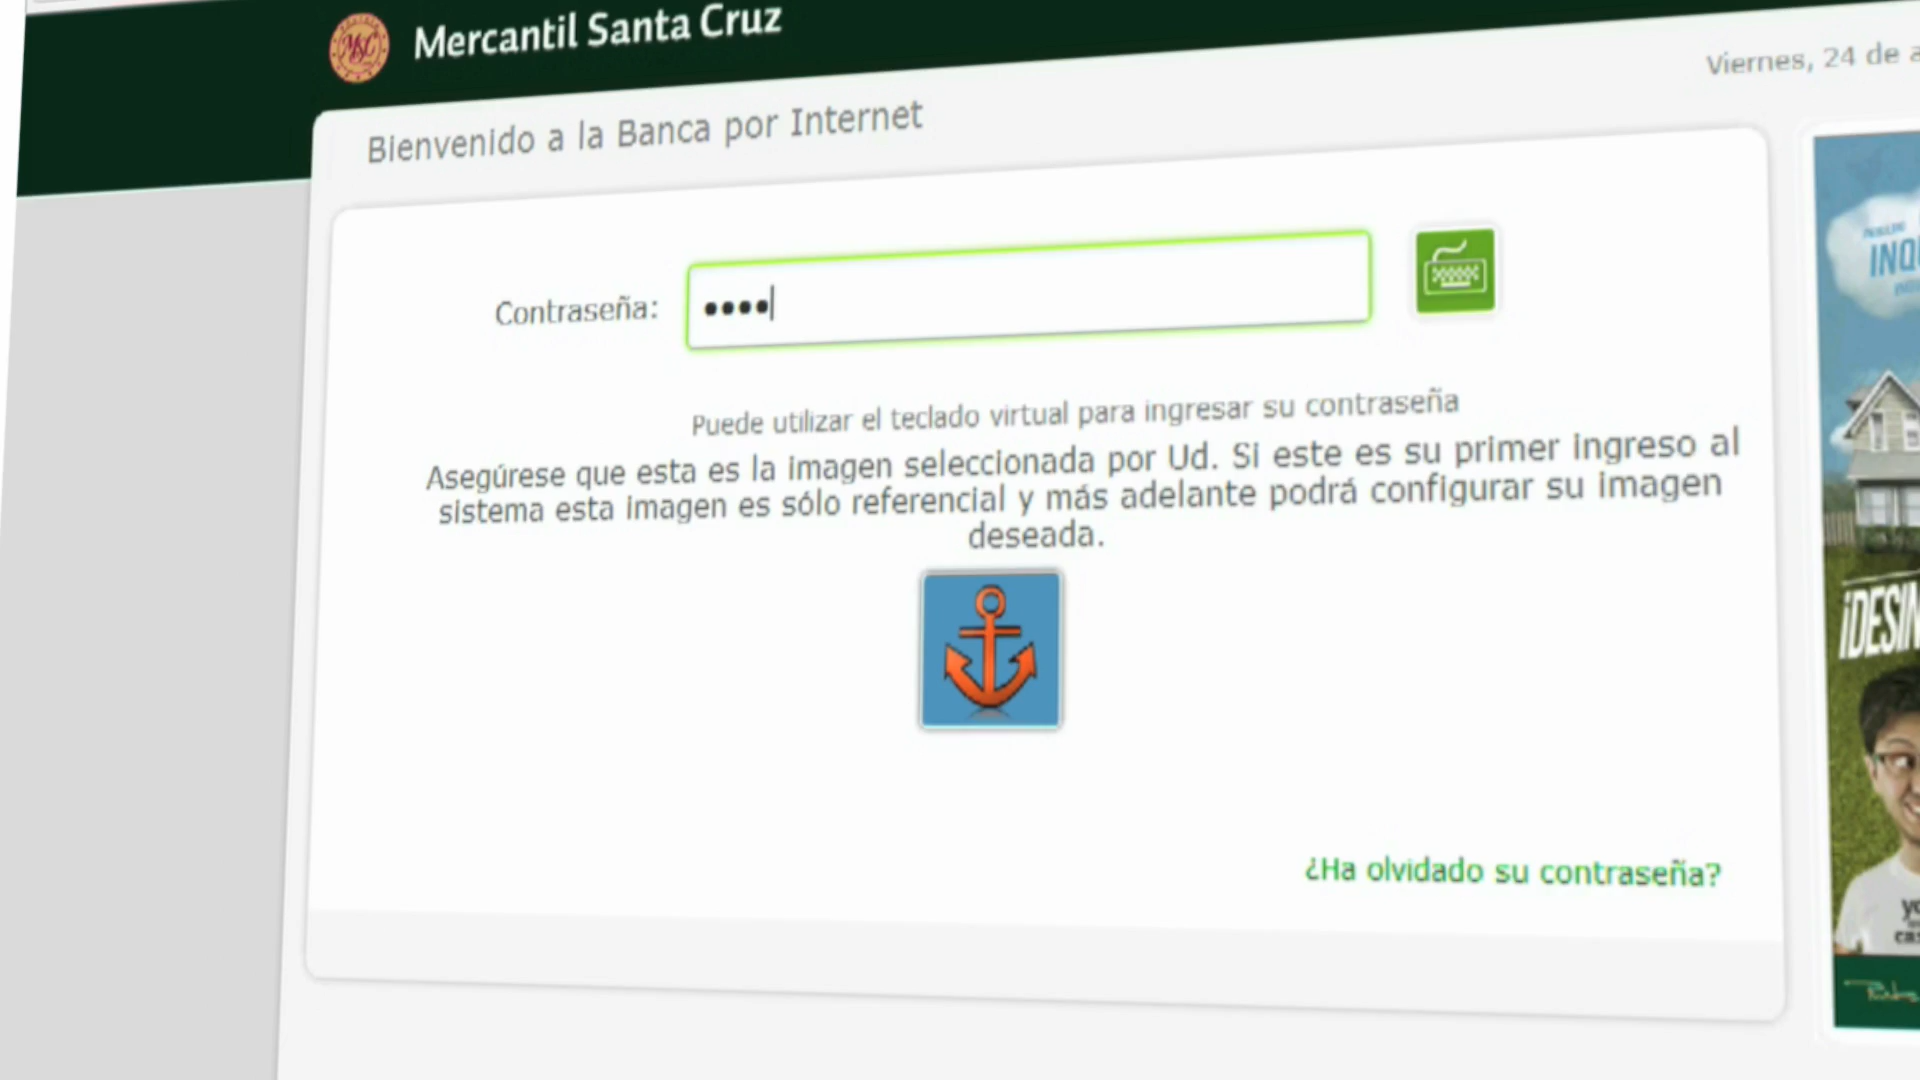 Mercantil Santa Cruz
Viernes, 24 de
Bienvenido a la Banca por Internet
Contraseña:
Puede utilizar el teclado virtual para ingresar su contraseña
Asegúrese que esta es la imagen seleccionada por Ud. Si este es su primer ingreso al
sistema esta imagen es sólo referencial y más adelante podrá configurar su imagen
deseada.
¿Ha olvidado su contraseña?